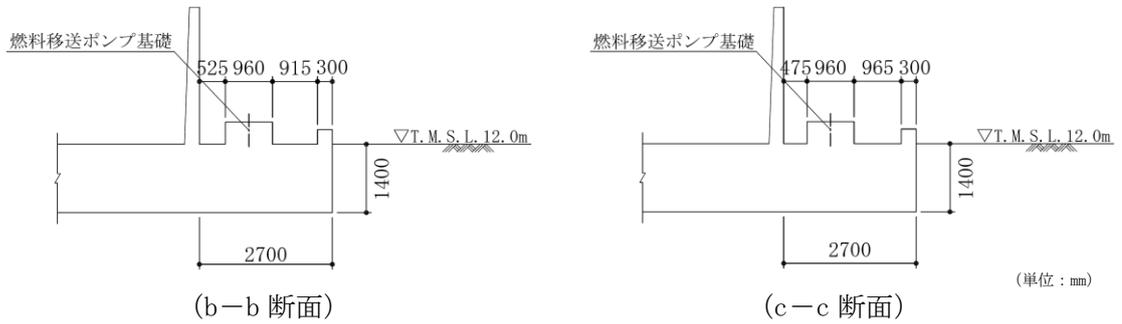 燃料移送ポンプ基礎
525 960 915 300
▽T.M.S.L.12.0m
1400
2700
(b－b 断面)
燃料移送ポンプ基礎
475 960 965 300
▽T.M.S.L.12.0m
1400
2700
(単位：mm)
(c－c 断面)